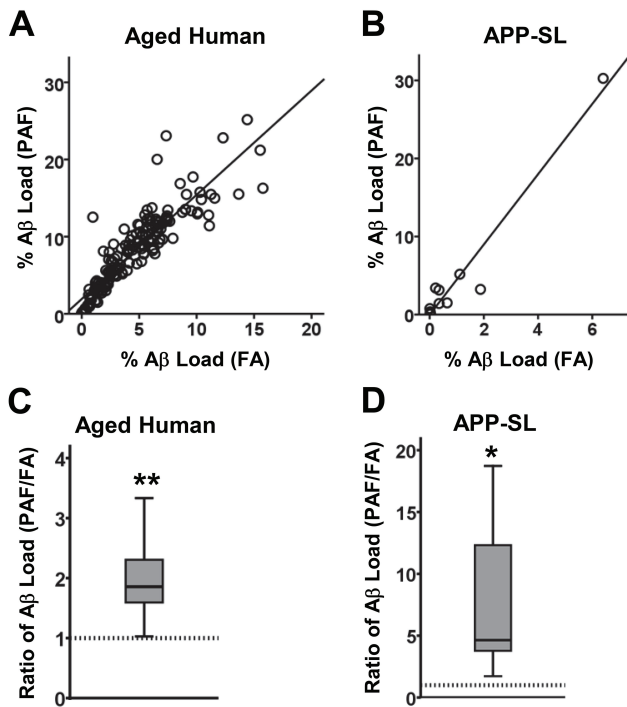 A
Aged Human
% Aβ Load (PAF)
30
20
10
0
0 5 10 15 20
% Aβ Load (FA)
B
APP-SL
% Aβ Load (PAF)
30
20
10
0
0 2 4 6
% Aβ Load (FA)
C
Aged Human
**
Ratio of Aβ Load (PAF/FA)
4
3
2
1
0
D
APP-SL
*
Ratio of Aβ Load (PAF/FA)
20
15
10
5
0